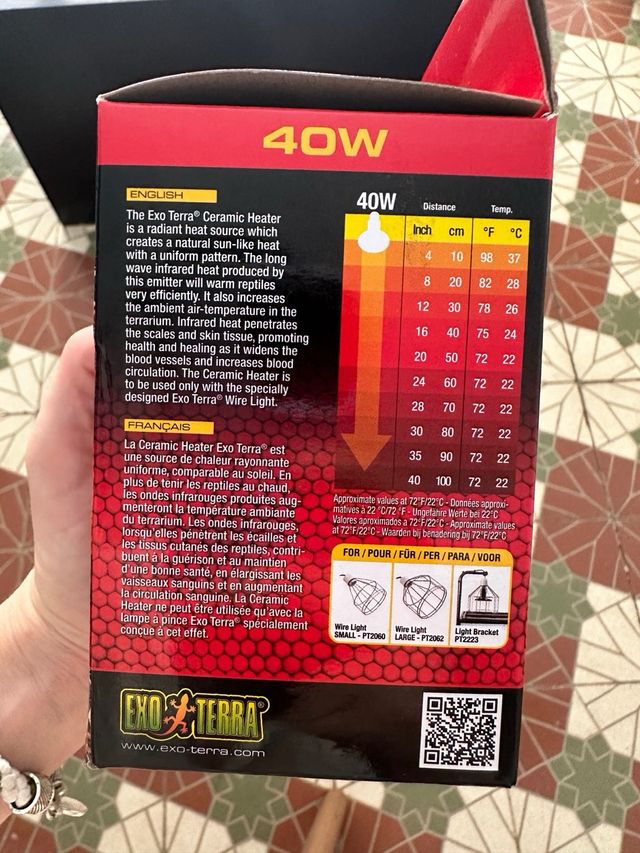 40W
ENGLISH
The Exo Terra® Ceramic Heater
is a radiant heat source which
creates a natural sun-like heat
with a uniform pattern. The long
wave infrared heat produced by
this emitter will warm reptiles
very efficiently. It also increases
the ambient air-temperature in the
terrarium. Infrared heat penetrates
the scales and skin tissue, promoting
health and healing as it widens the
blood vessels and increases blood
circulation. The Ceramic Heater is
to be used only with the specially
designed Exo Terra® Wire Light.
FRANÇAIS
La Ceramic Heater Exo Terra® est
une source de chaleur rayonnante
uniforme, comparable au soleil. En
plus de tenir les reptiles au chaud,
les ondes infrarouges produites aug-
menteront la température ambiante
du terrarium. Les ondes infrarouges,
lorsqu'elles pénètrent les écailles et
les tissus cutanés des reptiles, contri-
buent à la guérison et au maintien
d'une bonne santé, en élargissant les
vaisseaux sanguins et en augmentant
la circulation sanguine. La Ceramic
Heater ne peut être utilisée qu'avec la
lampe à pince Exo Terra® spécialement
conçue à cet effet.
40W Distance Temp.
Inch cm °F °C
4 10 98 37
8 20 82 28
12 30 78 26
16 40 75 24
20 50 72 22
24 60 72 22
28 70 72 22
30 80 72 22
35 90 72 22
40 100 72 22
Approximate values at 72°F/22°C - Données approxi-
matives à 22 °C/72 °F - Ungefähre Werte bei 22°C
Valores aproximados a 72°F/22°C - Approximate values
at 72°F/22°C - Waarden bij benadering bij 72°F/22°C
FOR / POUR / FÜR / PER / PARA / VOOR
Wire Light
SMALL - PT2060
Wire Light
LARGE - PT2062
Light Bracket
PT2223
EXO TERRA®
www.exo-terra.com